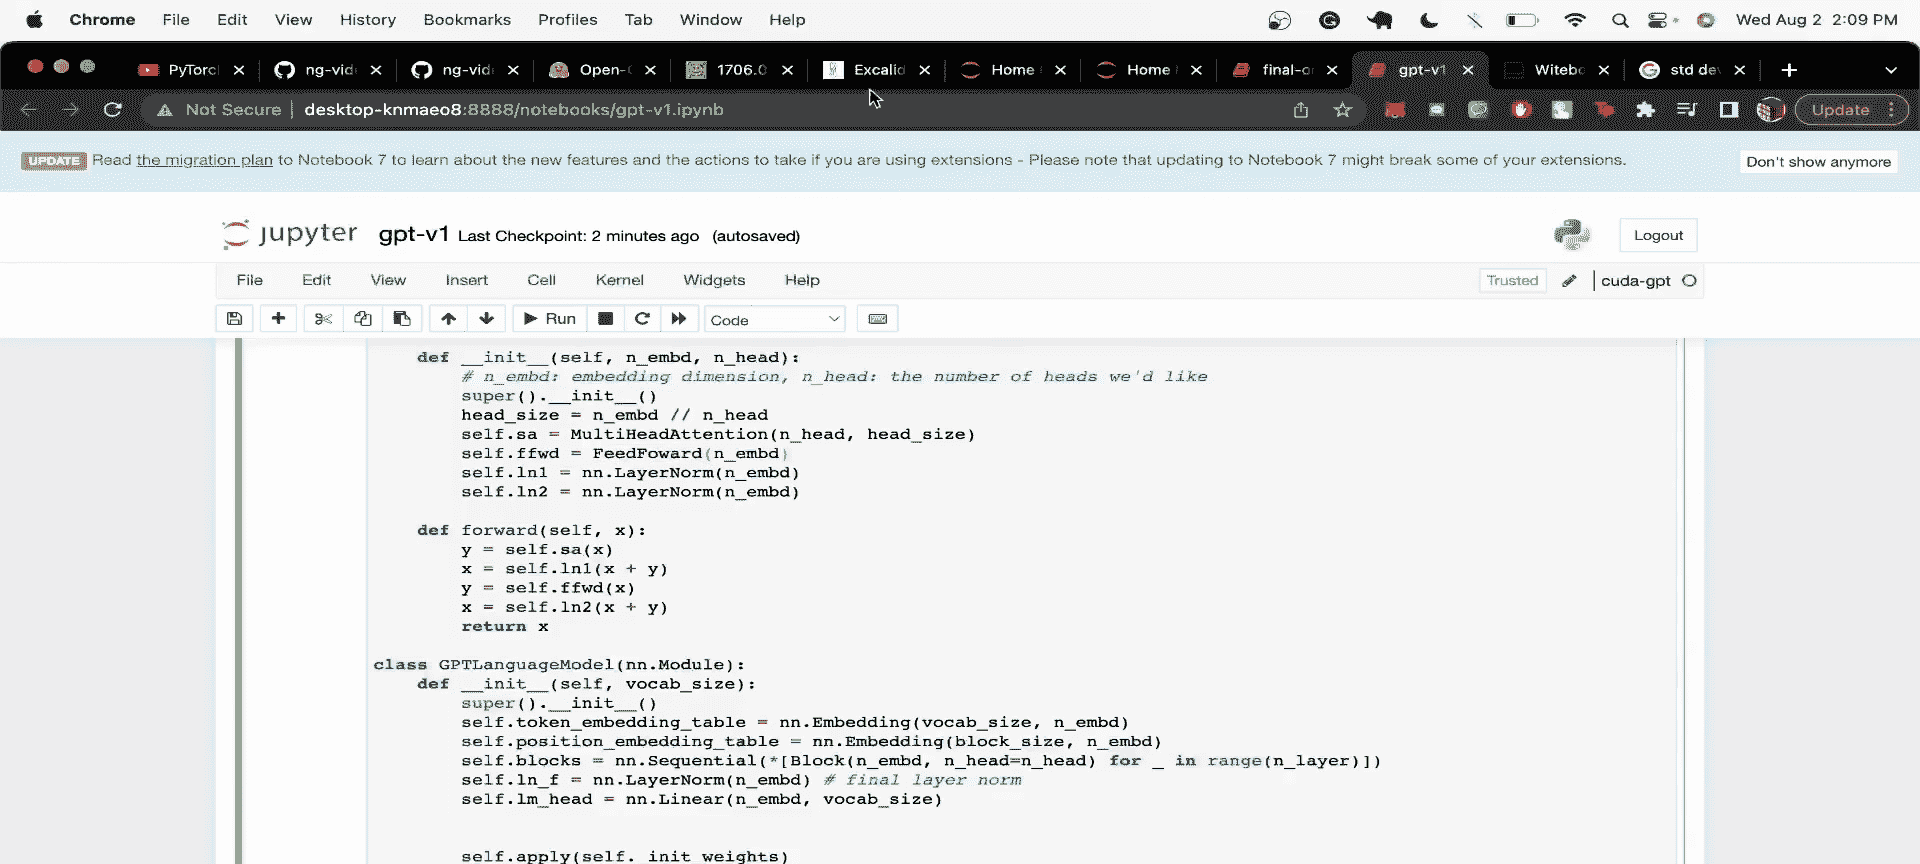 Chrome File Edit View History Bookmarks Profiles Tab Window Help Wed Aug 2 2:09 PM
PyTorc ng-vide ng-vide Open- 1706.0 Excalid Home Home final-o gpt-v1 Witebo std de
Not Secure desktop-knmaeo8:8888/notebooks/gpt-v1.ipynb Update
UPDATE Read the migration plan to Notebook 7 to learn about the new features and the actions to take if you are using extensions - Please note that updating to Notebook 7 might break some of your extensions. Don't show anymore
jupyter gpt-v1 Last Checkpoint: 2 minutes ago (autosaved) Logout
File Edit View Insert Cell Kernel Widgets Help Trusted cuda-gpt
Run Code
def __init__(self, n_embd, n_head):
# n_embd: embedding dimension, n_head: the number of heads we'd like
super().__init__()
head_size = n_embd // n_head
self.sa = MultiHeadAttention(n_head, head_size)
self.ffwd = FeedFoward(n_embd)
self.ln1 = nn.LayerNorm(n_embd)
self.ln2 = nn.LayerNorm(n_embd)
def forward(self, x):
y = self.sa(x)
x = self.ln1(x + y)
y = self.ffwd(x)
x = self.ln2(x + y)
return x
class GPTLanguageModel(nn.Module):
def __init__(self, vocab_size):
super().__init__()
self.token_embedding_table = nn.Embedding(vocab_size, n_embd)
self.position_embedding_table = nn.Embedding(block_size, n_embd)
self.blocks = nn.Sequential(*[Block(n_embd, n_head=n_head) for _ in range(n_layer)])
self.ln_f = nn.LayerNorm(n_embd) # final layer norm
self.lm_head = nn.Linear(n_embd, vocab_size)
self.apply(self._init_weights)